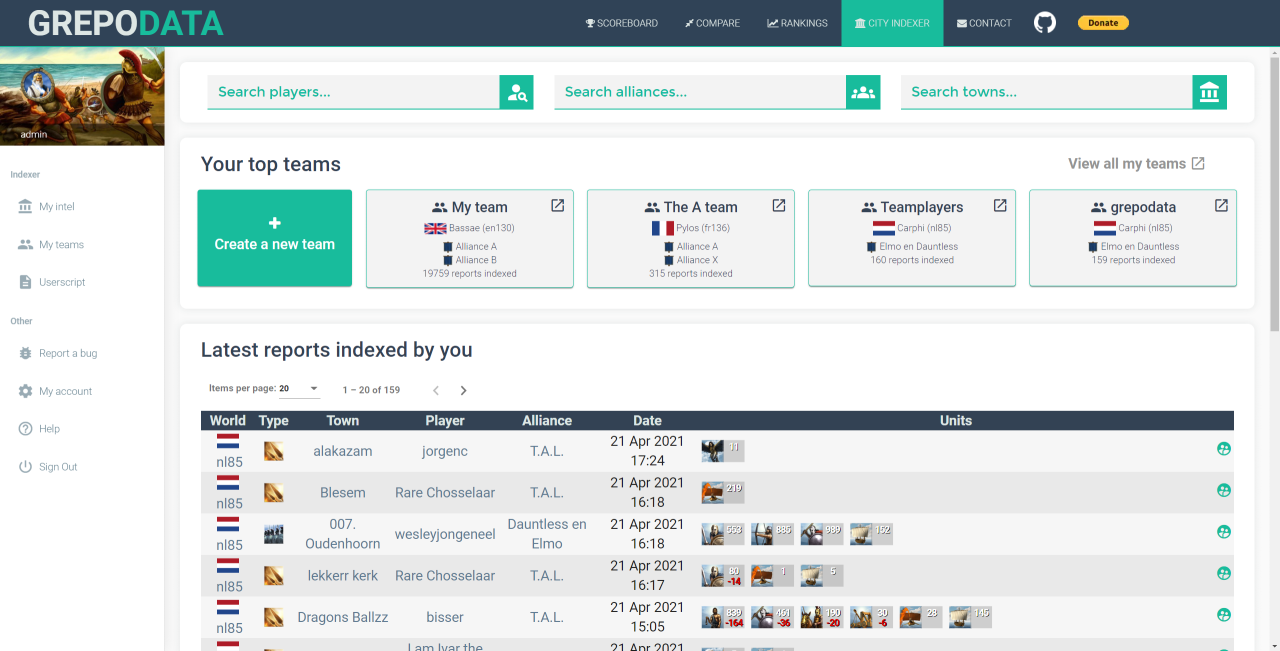 GREPODATA
SCOREBOARD COMPARE RANKINGS CITY INDEXER CONTACT Donate
admin
Indexer
My intel
My teams
Userscript
Other
Report a bug
My account
Help
Sign Out
Search players... Search alliances... Search towns...
Your top teams View all my teams
Create a new team
My team
Bassae (en130)
Alliance A
Alliance B
19759 reports indexed
The A team
Pylos (fr136)
Alliance A
Alliance X
315 reports indexed
Teamplayers
Carphi (nl85)
Elmo en Dauntless
160 reports indexed
grepodata
Carphi (nl85)
Elmo en Dauntless
159 reports indexed
Latest reports indexed by you
Items per page: 20 1 – 20 of 159
World Type Town Player Alliance Date Units
nl85 alakazam jorgenc T.A.L. 21 Apr 2021 17:24 11
nl85 Blesem Rare Chosselaar T.A.L. 21 Apr 2021 16:18 219
nl85 007. Oudenhoorn wesleyjongeneel Dauntless en Elmo 21 Apr 2021 16:18 553 885 989 152
nl85 lekkerr kerk Rare Chosselaar T.A.L. 21 Apr 2021 16:17 80 -14 1 5
nl85 Dragons Ballzz bisser T.A.L. 21 Apr 2021 15:05 839 -164 451 -36 190 -20 30 -6 23 145
I am Ivar the 21 Apr 2021